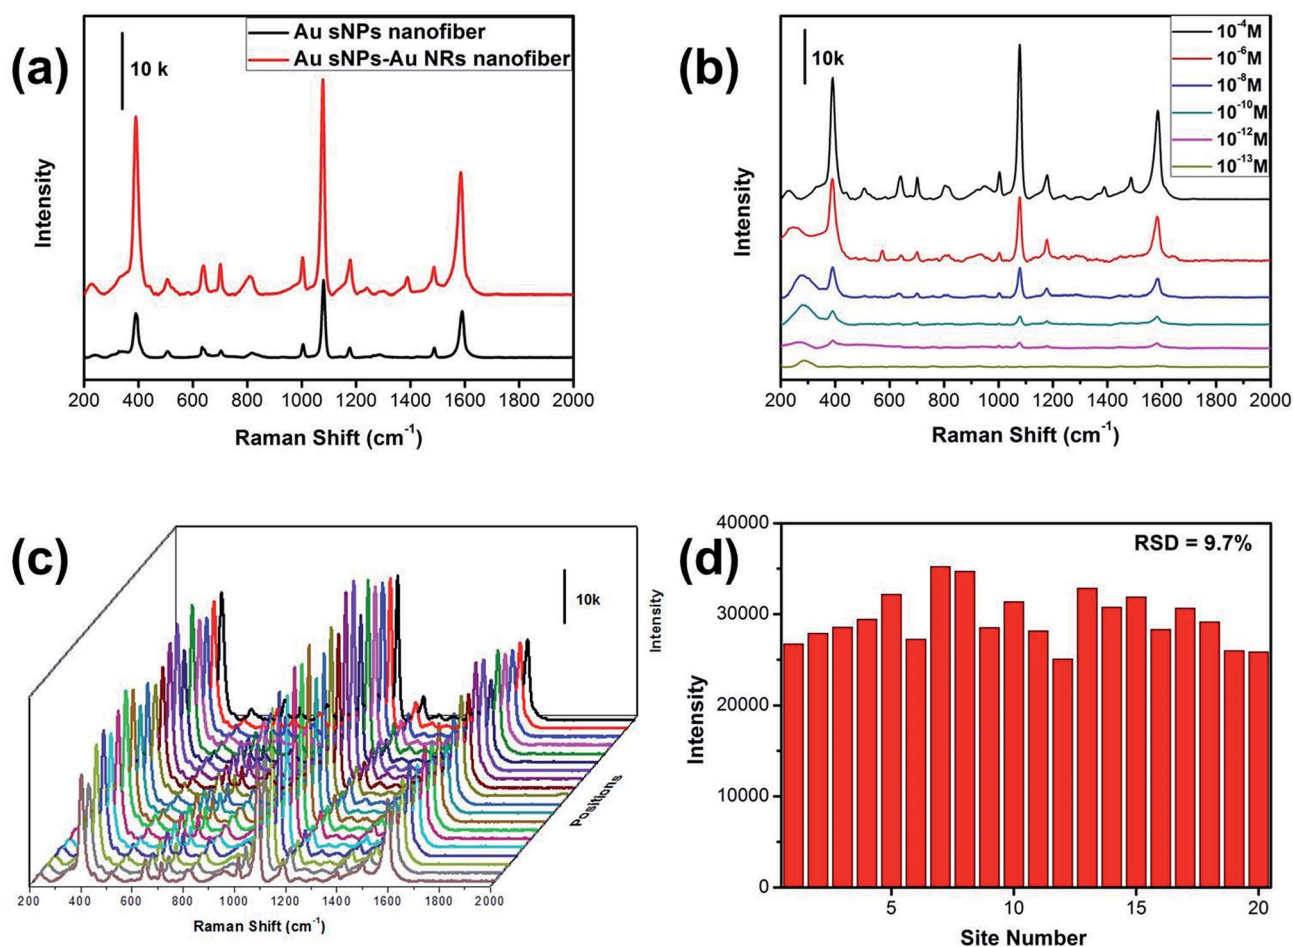 (a)
10 k
Au sNPs nanofiber
Au sNPs-Au NRs nanofiber
Intensity
200 400 600 800 1000 1200 1400 1600 1800 2000
Raman Shift (cm⁻¹)
(b)
10k
10⁻⁴M
10⁻⁶M
10⁻⁸M
10⁻¹⁰M
10⁻¹²M
10⁻¹³M
Intensity
200 400 600 800 1000 1200 1400 1600 1800 2000
Raman Shift (cm⁻¹)
(c)
10k
Intensity
Positions
200 400 600 800 1000 1200 1400 1600 1800 2000
Raman Shift (cm⁻¹)
(d)
RSD = 9.7%
40000
30000
20000
10000
0
Intensity
5 10 15 20
Site Number